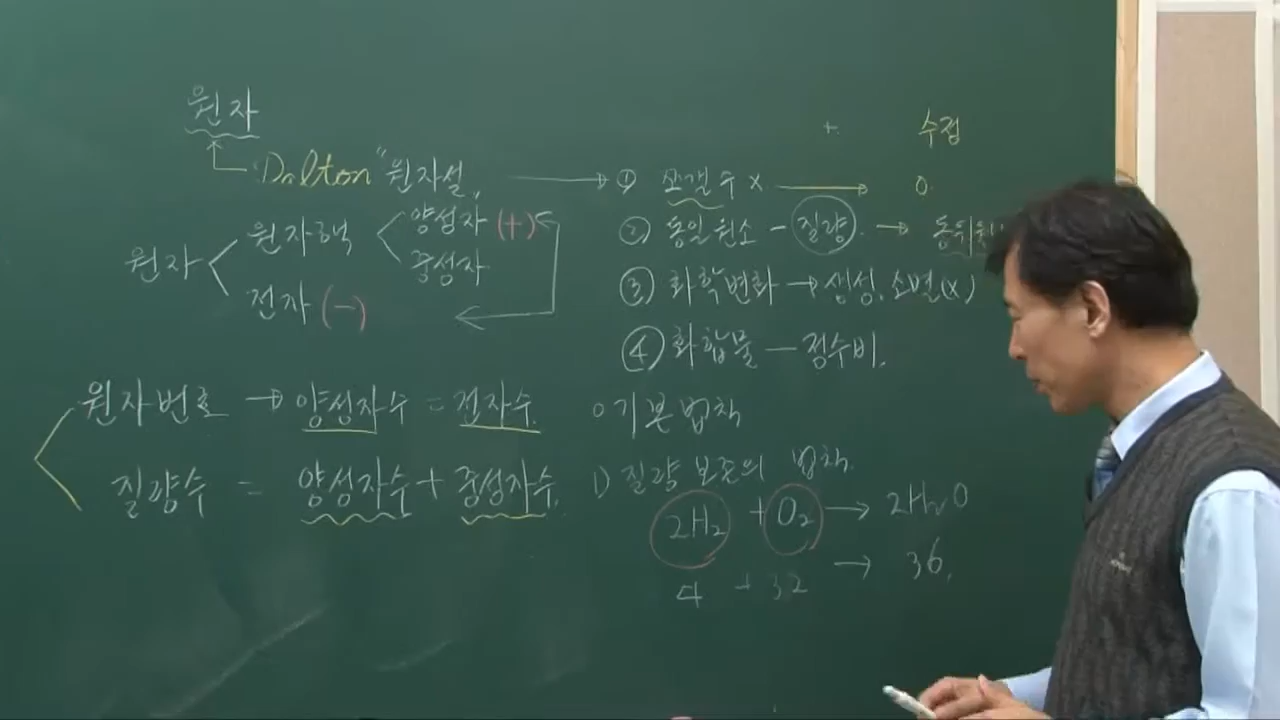 원자
"Dalton" 원자설
원자
원자핵
양성자 (+)
중성자
전자 (-)
원자번호 → 양성자수 = 전자수.
질량수 = 양성자수 + 중성자수.
수정
① 쪼갤 수 x. → 0.
② 동일원소 - 질량. →
③ 화학변화 → 생성. 소멸(x)
④ 화합물 - 정수비.
○ 기본법칙
1) 질량 보존의 법칙.
2H₂ + O₂ → 2H₂O
4 + 32 → 36.